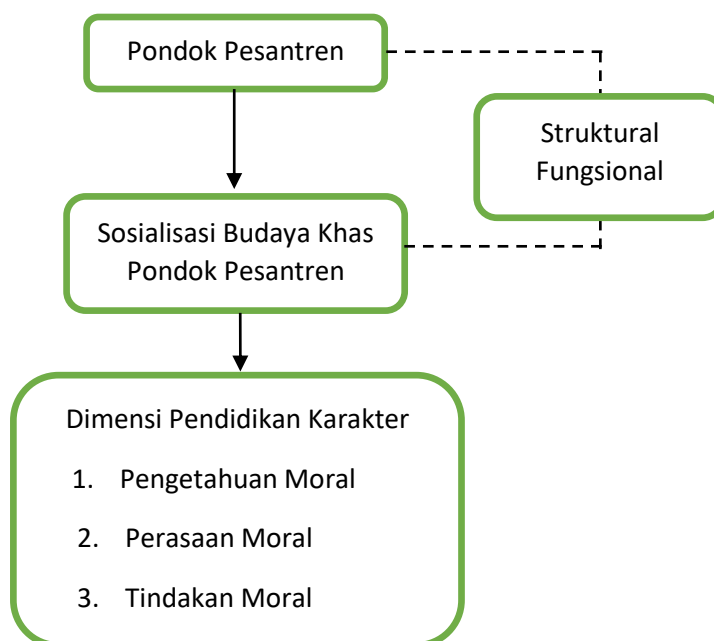 Pondok Pesantren
Struktural
Fungsional
Sosialisasi Budaya Khas
Pondok Pesantren
Dimensi Pendidikan Karakter
1. Pengetahuan Moral
2. Perasaan Moral
3. Tindakan Moral